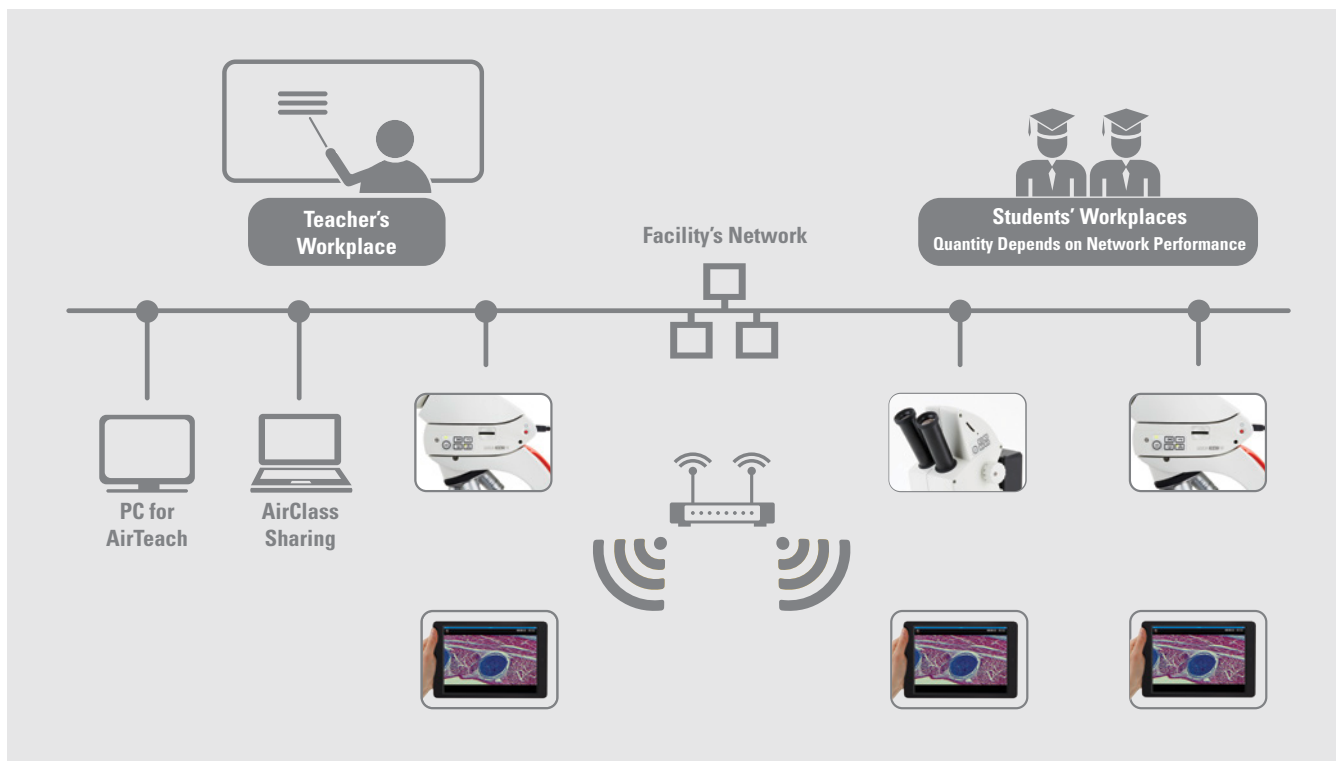 Teacher's
Workplace
Facility's Network
Students' Workplaces
Quantity Depends on Network Performance
PC for
AirTeach
AirClass
Sharing